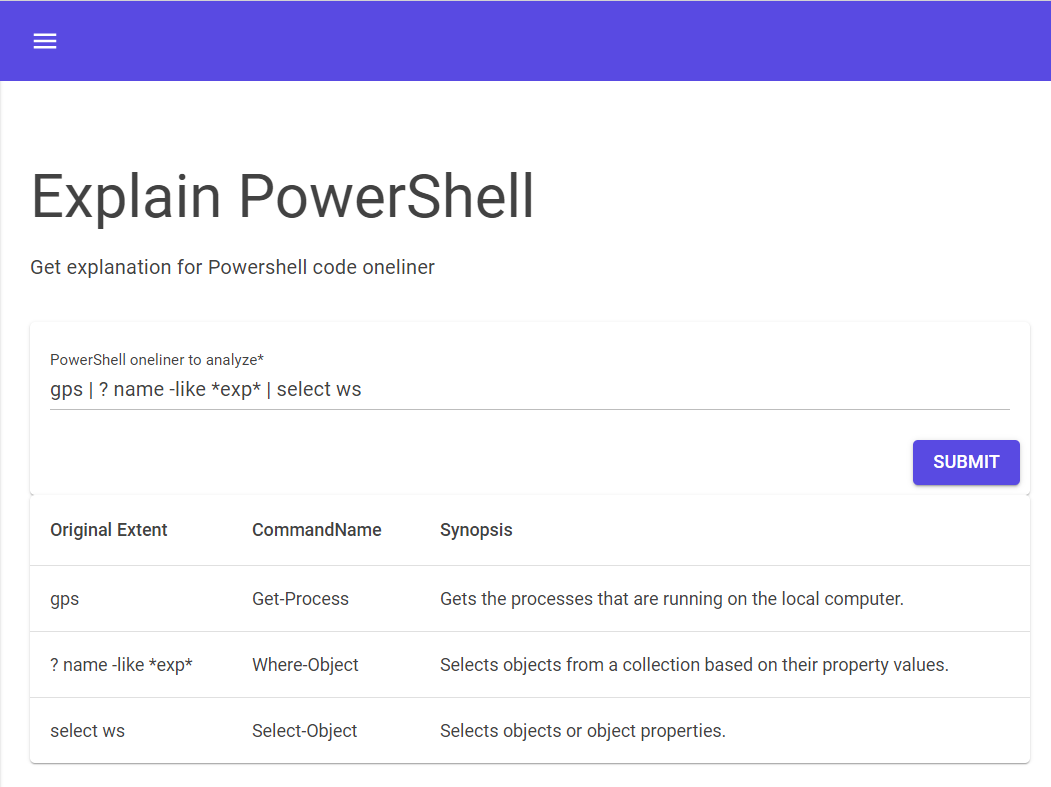 Explain PowerShell
Get explanation for Powershell code oneliner
PowerShell oneliner to analyze*
gps | ? name -like *exp* | select ws
SUBMIT
Original Extent CommandName Synopsis
gps Get-Process Gets the processes that are running on the local computer.
? name -like *exp* Where-Object Selects objects from a collection based on their property values.
select ws Select-Object Selects objects or object properties.